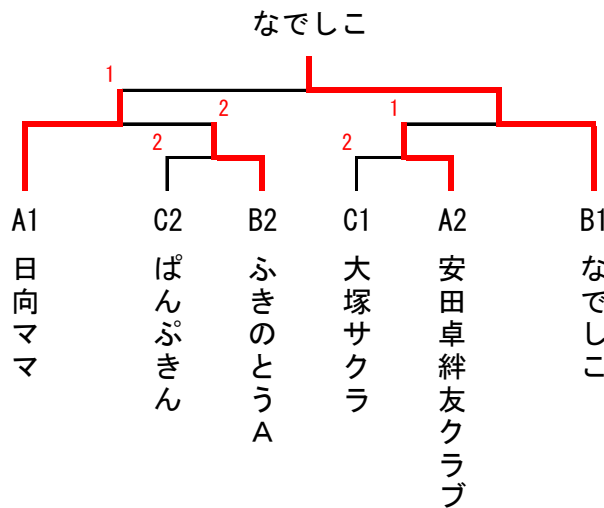 なでしこ
1
2
1
2
2
A1
C2
B2
C1
A2
B1
日向ママ
ぱんぷきん
ふきのとうA
大塚サクラ
安田卓絆友クラブ
なでしこ